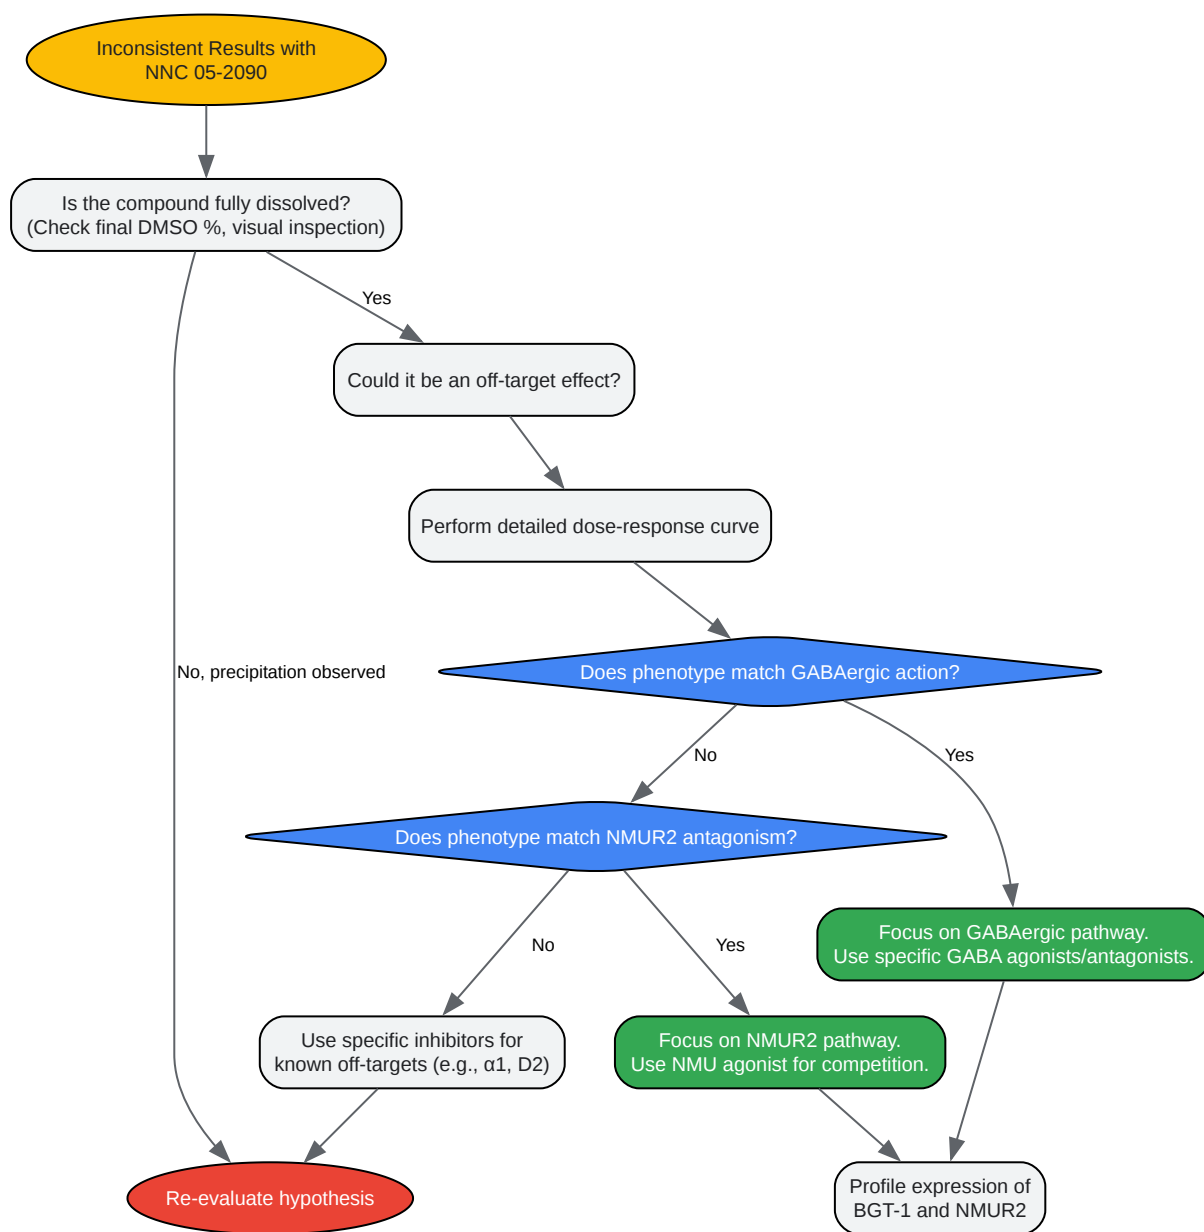 Inconsistent Results with
NNC 05-2090
Is the compound fully dissolved?
(Check final DMSO %, visual inspection)
Yes
Could it be an off-target effect?
Perform detailed dose-response curve
No, precipitation observed
Does phenotype match GABAergic action?
No
Yes
Does phenotype match NMUR2 antagonism?
No
Yes
Focus on GABAergic pathway.
Use specific GABA agonists/antagonists.
Use specific inhibitors for
known off-targets (e.g., α1, D2)
Focus on NMUR2 pathway.
Use NMU agonist for competition.
Re-evaluate hypothesis
Profile expression of
BGT-1 and NMUR2